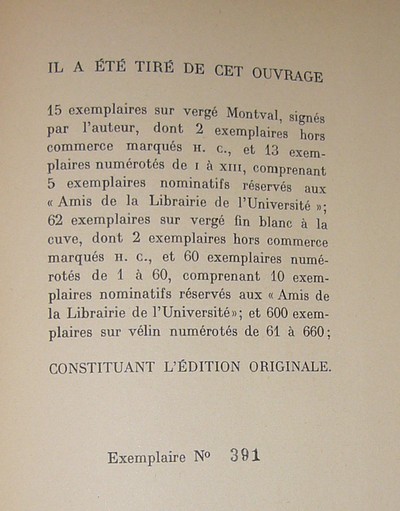 IL A ÉTÉ TIRÉ DE CET OUVRAGE
15 exemplaires sur vergé Montval, signés
par l'auteur, dont 2 exemplaires hors
commerce marqués H. C., et 13 exem-
plaires numérotés de I à XIII, comprenant
5 exemplaires nominatifs réservés aux
« Amis de la Librairie de l'Université »;
62 exemplaires sur vergé fin blanc à la
cuve, dont 2 exemplaires hors commerce
marqués H. C., et 60 exemplaires numé-
rotés de 1 à 60, comprenant 10 exem-
plaires nominatifs réservés aux « Amis de
la Librairie de l'Université»; et 600 exem-
plaires sur vélin numérotés de 61 à 660;
CONSTITUANT L'ÉDITION ORIGINALE.
Exemplaire Nº 391